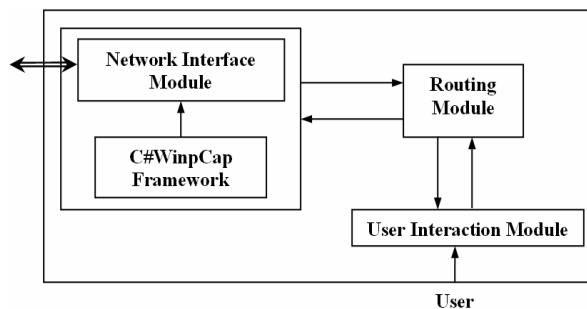 Network Interface
Module
Routing
Module
C#WinpCap
Framework
User Interaction Module
User